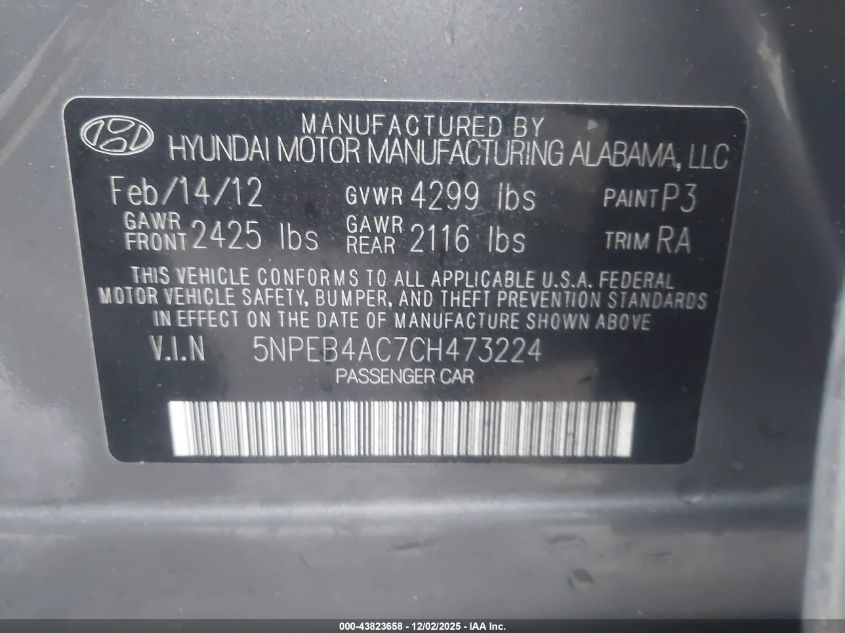 MANUFACTURED BY
HYUNDAI MOTOR MANUFACTURING ALABAMA, LLC
Feb/14/12 GVWR 4299 lbs PAINT P3
GAWR FRONT 2425 lbs GAWR REAR 2116 lbs TRIM RA
THIS VEHICLE CONFORMS TO ALL APPLICABLE U.S.A. FEDERAL
MOTOR VEHICLE SAFETY, BUMPER, AND THEFT PREVENTION STANDARDS
IN EFFECT ON THE DATE OF MANUFACTURE SHOWN ABOVE
V.I.N 5NPEB4AC7CH473224
PASSENGER CAR
000-43823658 - 12/02/2025 - IAA Inc.